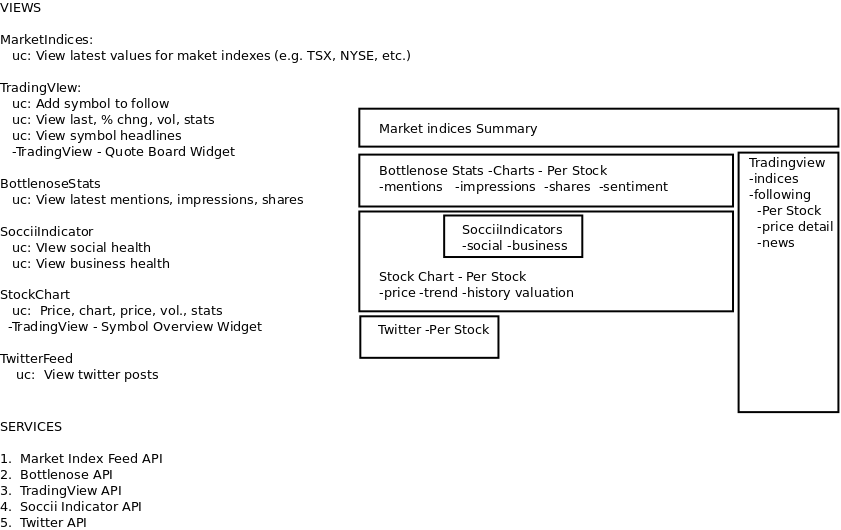 VIEWS
MarketIndices:
uc: View latest values for maket indexes (e.g. TSX, NYSE, etc.)
TradingVIew:
uc: Add symbol to follow
uc: View last, % chng, vol, stats
uc: View symbol headlines
-TradingView - Quote Board Widget
BottlenoseStats
uc: View latest mentions, impressions, shares
SocciiIndicator
uc: VIew social health
uc: View business health
StockChart
uc: Price, chart, price, vol., stats
-TradingView - Symbol Overview Widget
TwitterFeed
uc: View twitter posts
SERVICES
1. Market Index Feed API
2. Bottlenose API
3. TradingView API
4. Soccii Indicator API
5. Twitter API
Market indices Summary
Bottlenose Stats -Charts - Per Stock
-mentions -impressions -shares -sentiment
SocciiIndicators
-social -business
Stock Chart - Per Stock
-price -trend -history valuation
Twitter -Per Stock
Tradingview
-indices
-following
-Per Stock
-price detail
-news